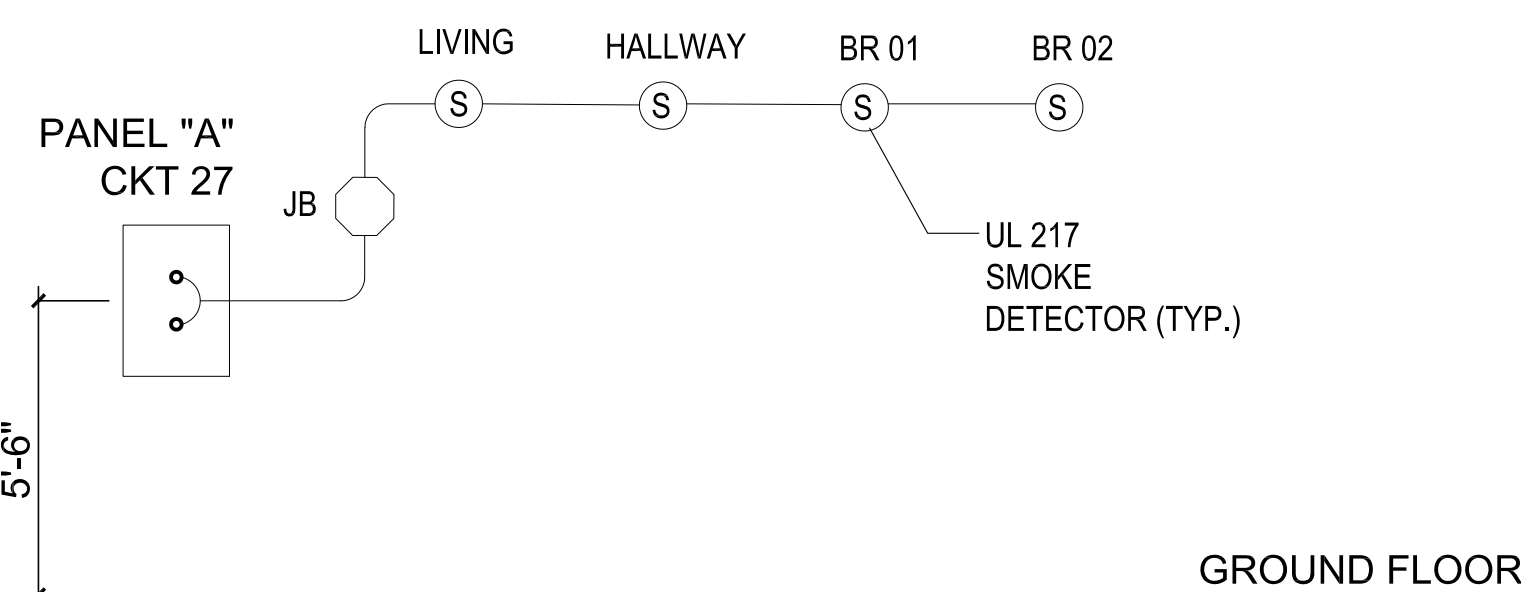 LIVING
HALLWAY
BR 01
BR 02
S
S
S
S
PANEL "A"
CKT 27
JB
UL 217
SMOKE
DETECTOR (TYP.)
5'-6"
GROUND FLOOR